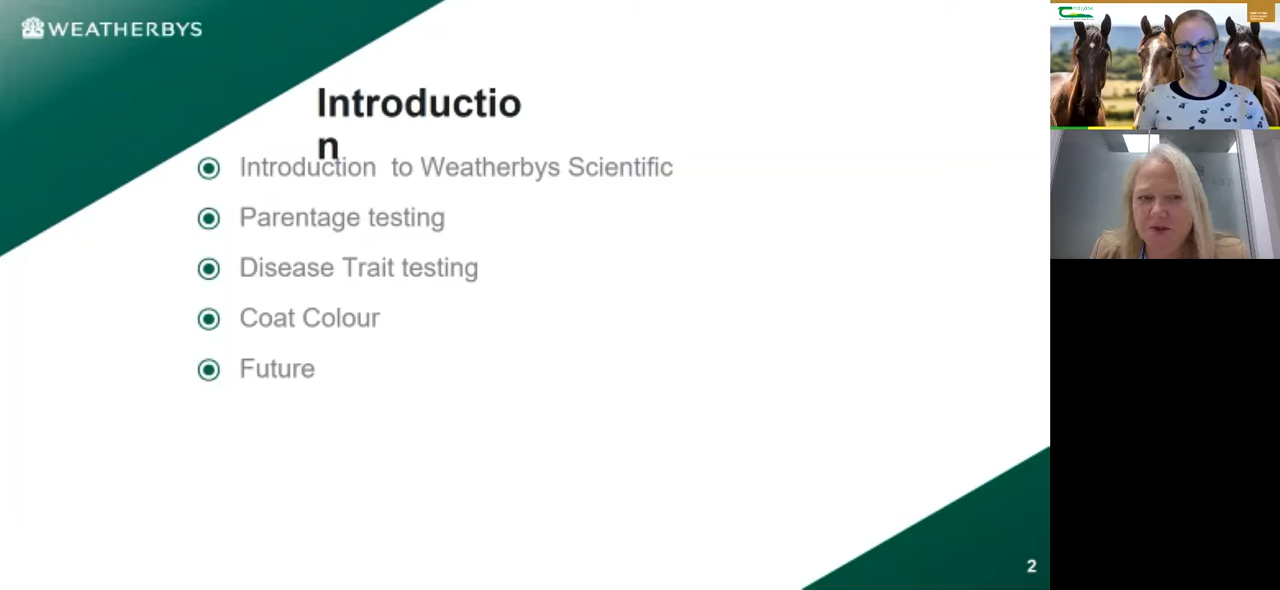 WEATHERBYS
Introductio
n
Introduction to Weatherbys Scientific
Parentage testing
Disease Trait testing
Coat Colour
Future
2